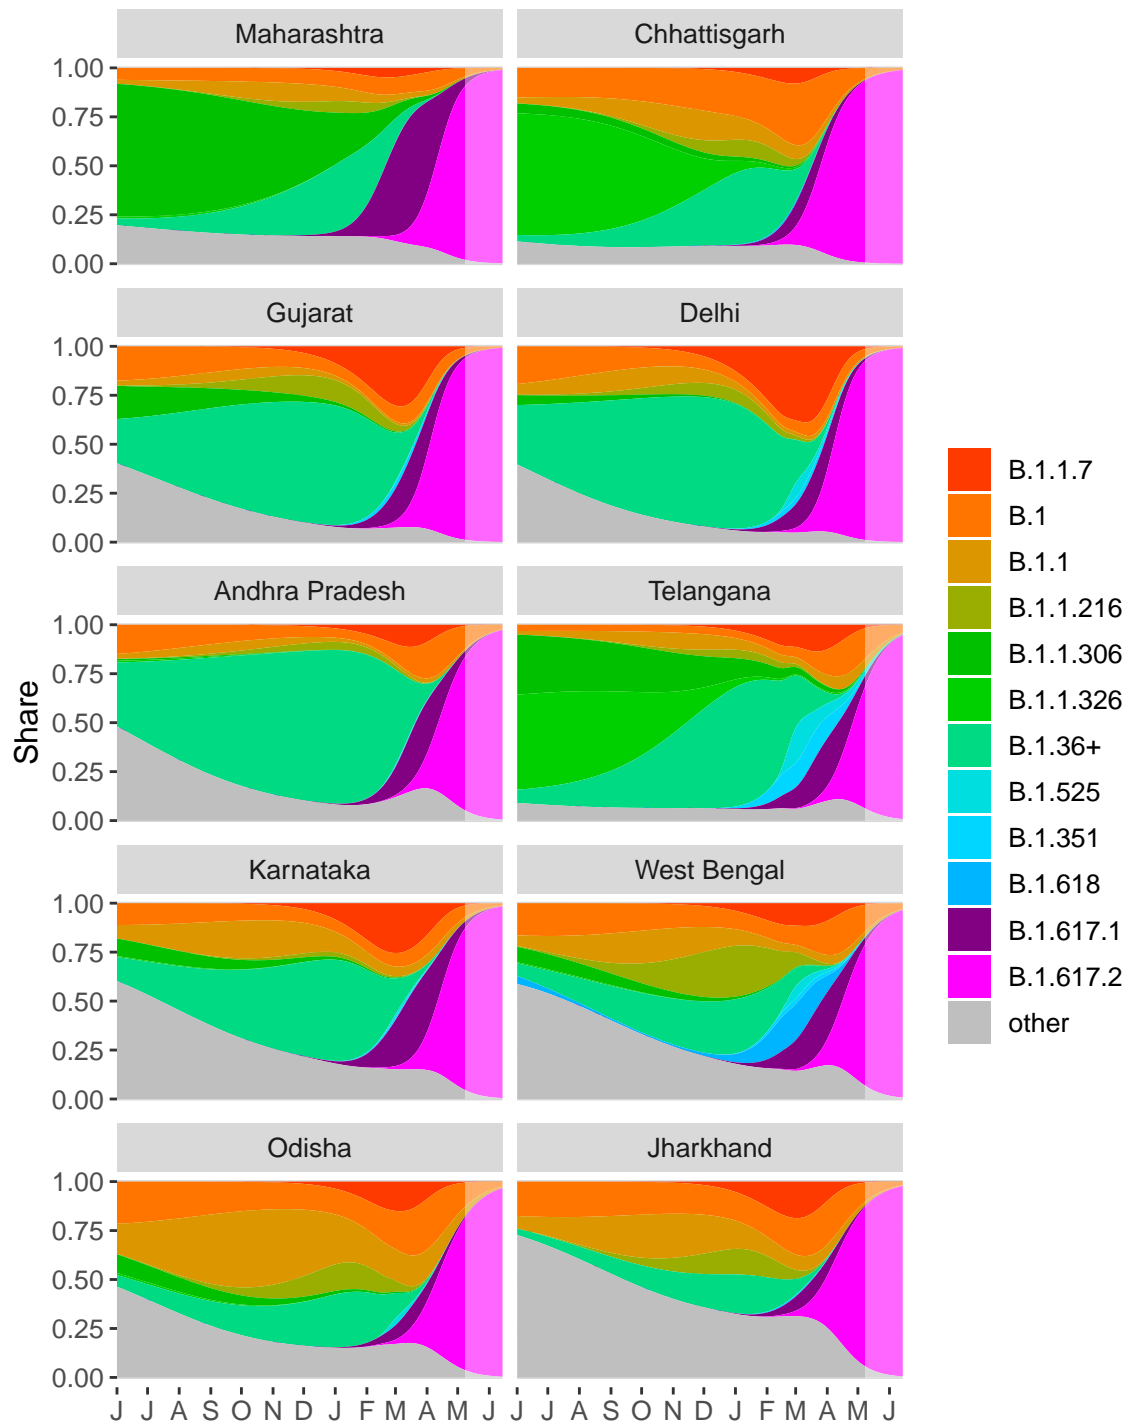 Maharashtra Chhattisgarh
1.00
0.75
0.50
0.25
0.00
Gujarat Delhi
1.00
0.75
0.50
0.25
0.00
Andhra Pradesh Telangana
1.00
0.75
0.50
0.25
0.00
Karnataka West Bengal
1.00
0.75
0.50
0.25
0.00
Odisha Jharkhand
1.00
0.75
0.50
0.25
0.00
J J A S O N D J F M A M J J J A S O N D J F M A M J
Share
B.1.1.7
B.1
B.1.1
B.1.1.216
B.1.1.306
B.1.1.326
B.1.36+
B.1.525
B.1.351
B.1.618
B.1.617.1
B.1.617.2
other